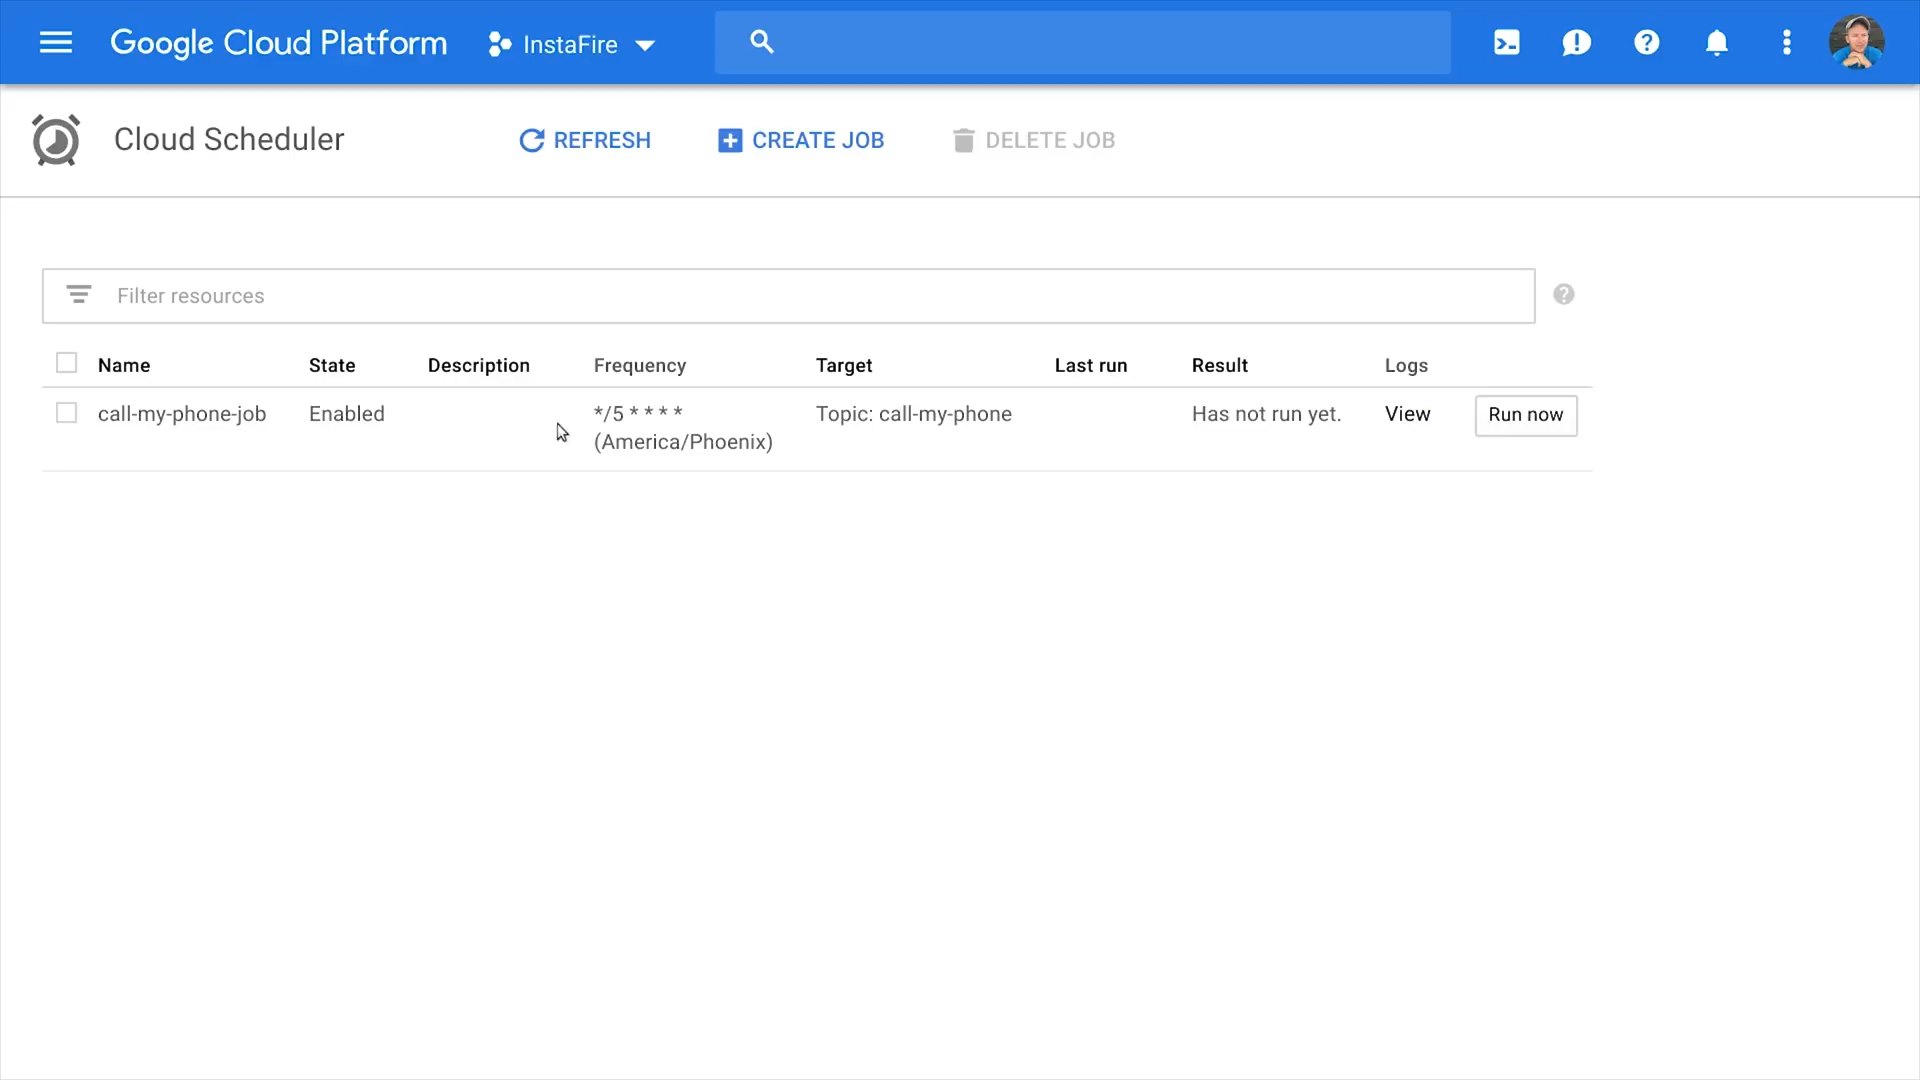 Google Cloud Platform
InstaFire
Cloud Scheduler
REFRESH
CREATE JOB
DELETE JOB
Filter resources
Name State Description Frequency Target Last run Result Logs
call-my-phone-job Enabled */5 * * * * Topic: call-my-phone Has not run yet. View Run now
(America/Phoenix)